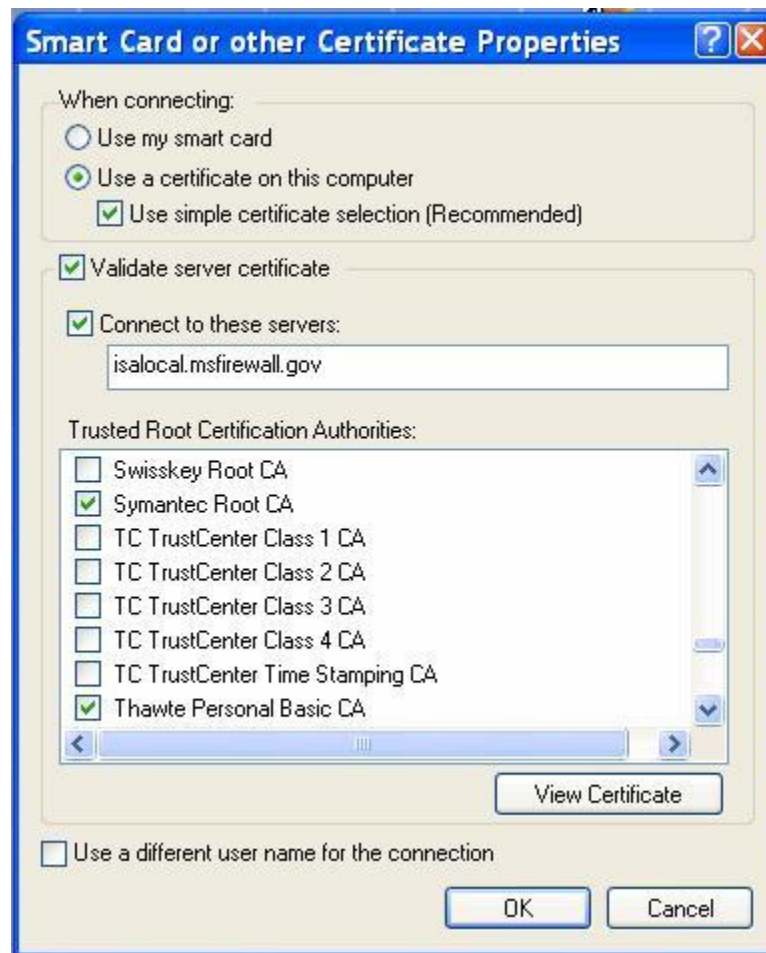 Smart Card or other Certificate Properties
When connecting:
Use my smart card
Use a certificate on this computer
Use simple certificate selection (Recommended)
Validate server certificate
Connect to these servers:
isalocal.msfirewall.gov
Trusted Root Certification Authorities:
Swisskey Root CA
Symantec Root CA
TC TrustCenter Class 1 CA
TC TrustCenter Class 2 CA
TC TrustCenter Class 3 CA
TC TrustCenter Class 4 CA
TC TrustCenter Time Stamping CA
Thawte Personal Basic CA
View Certificate
Use a different user name for the connection
OK Cancel